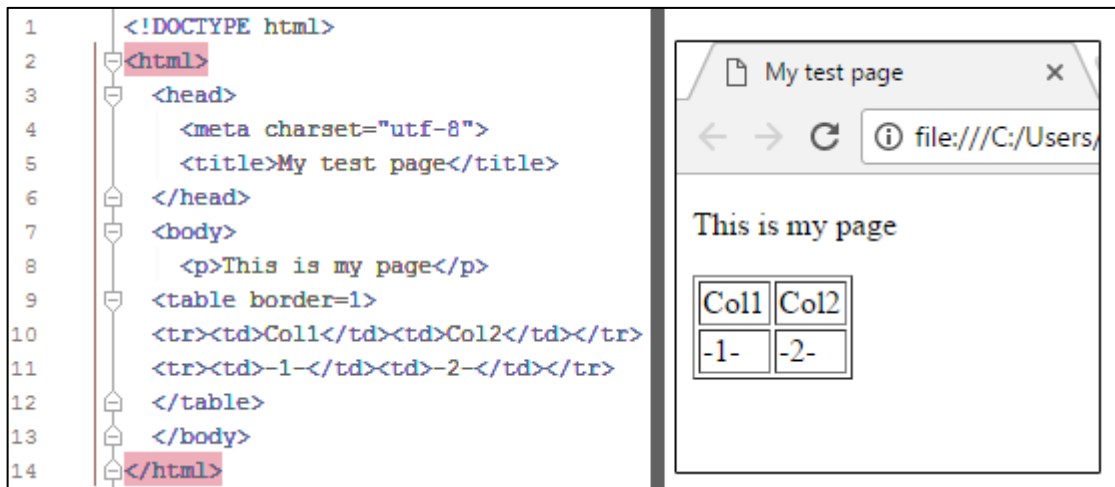 1 <!DOCTYPE html>
2 <html>
3 <head>
4 <meta charset="utf-8">
5 <title>My test page</title>
6 </head>
7 <body>
8 <p>This is my page</p>
9 <table border=1>
10 <tr><td>Col1</td><td>Col2</td></tr>
11 <tr><td>-1-</td><td>-2-</td></tr>
12 </table>
13 </body>
14 </html>
My test page
file:///C:/Users/
This is my page
Col1 Col2
-1- -2-